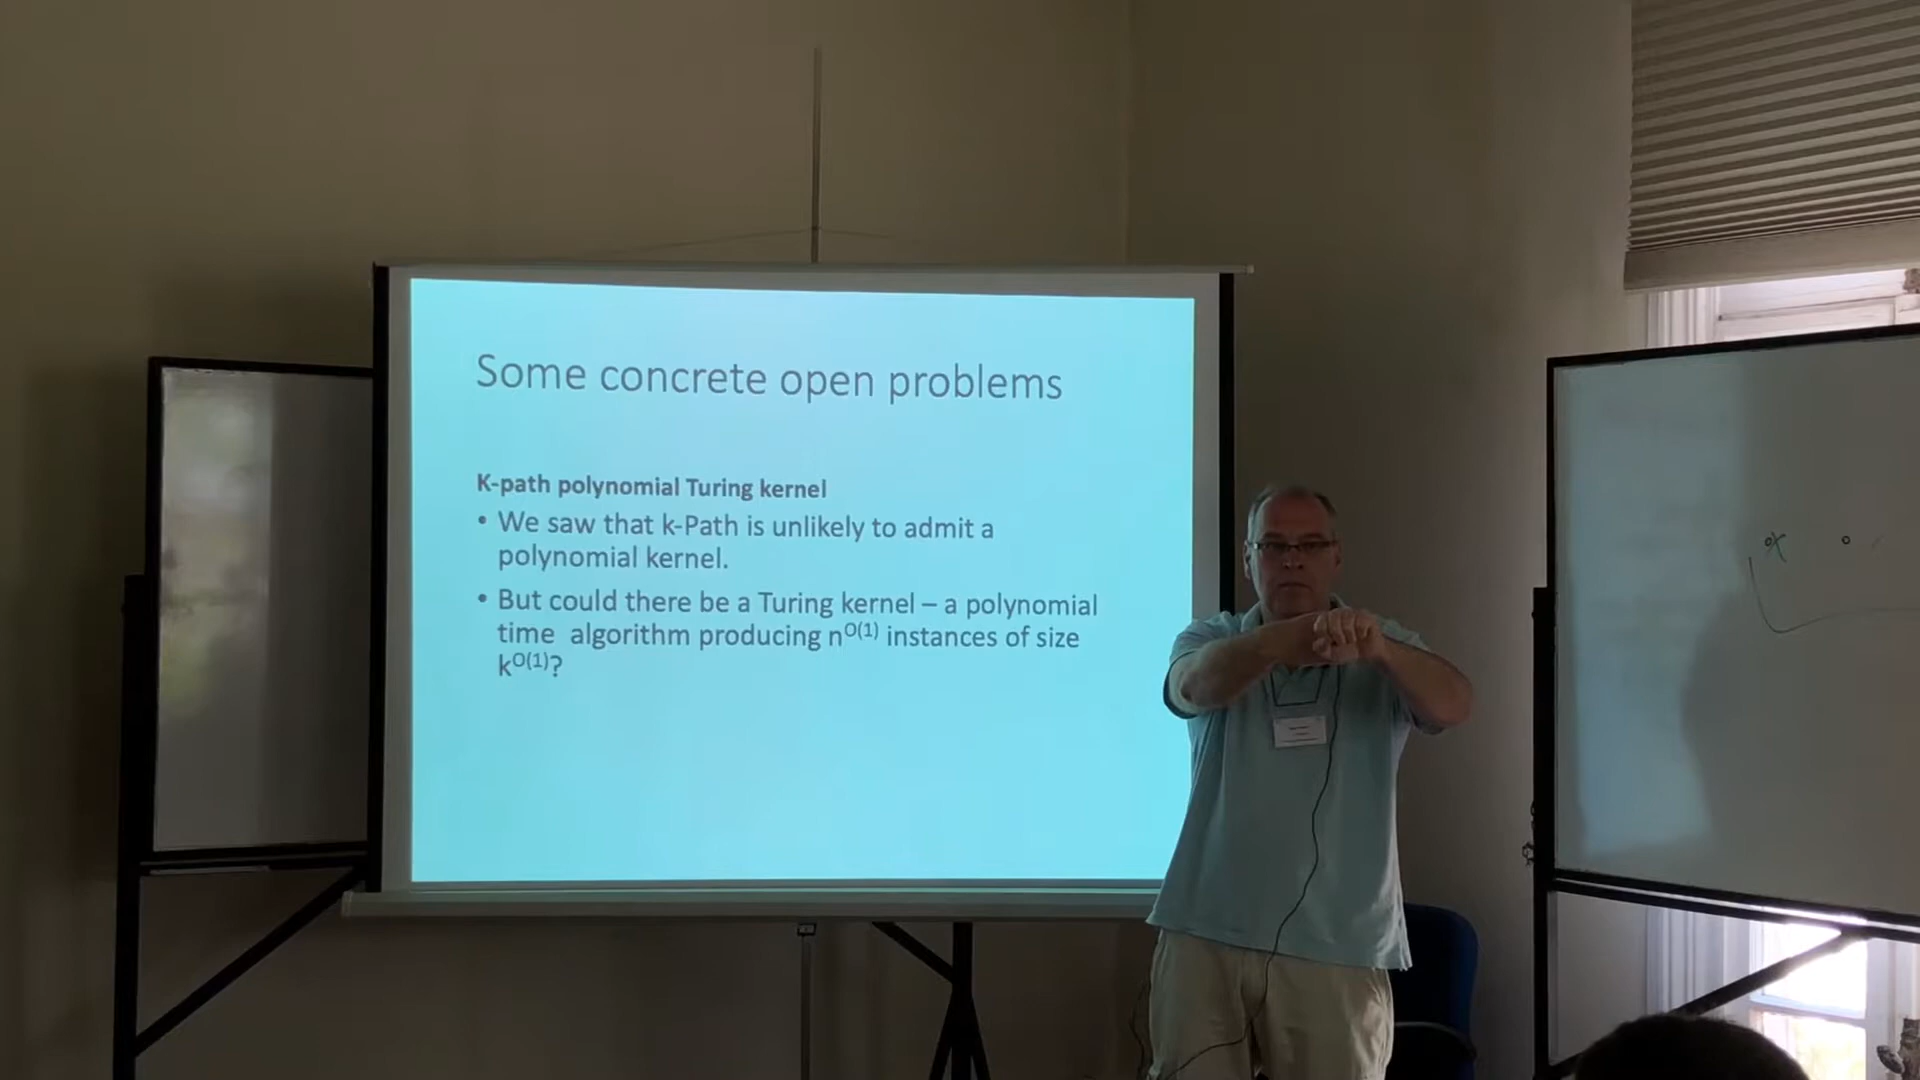 Some concrete open problems
K-path polynomial Turing kernel
• We saw that k-Path is unlikely to admit a
polynomial kernel.
• But could there be a Turing kernel – a polynomial
time algorithm producing n^O(1) instances of size
k^O(1)?